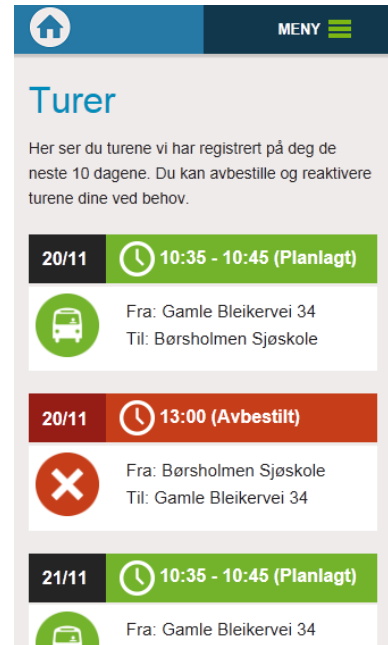 MENY
Turer
Her ser du turene vi har registrert på deg de
neste 10 dagene. Du kan avbestille og reaktivere
turene dine ved behov.
20/11 10:35 - 10:45 (Planlagt)
Fra: Gamle Bleikervei 34
Til: Børsholmen Sjøskole
20/11 13:00 (Avbestilt)
Fra: Børsholmen Sjøskole
Til: Gamle Bleikervei 34
21/11 10:35 - 10:45 (Planlagt)
Fra: Gamle Bleikervei 34